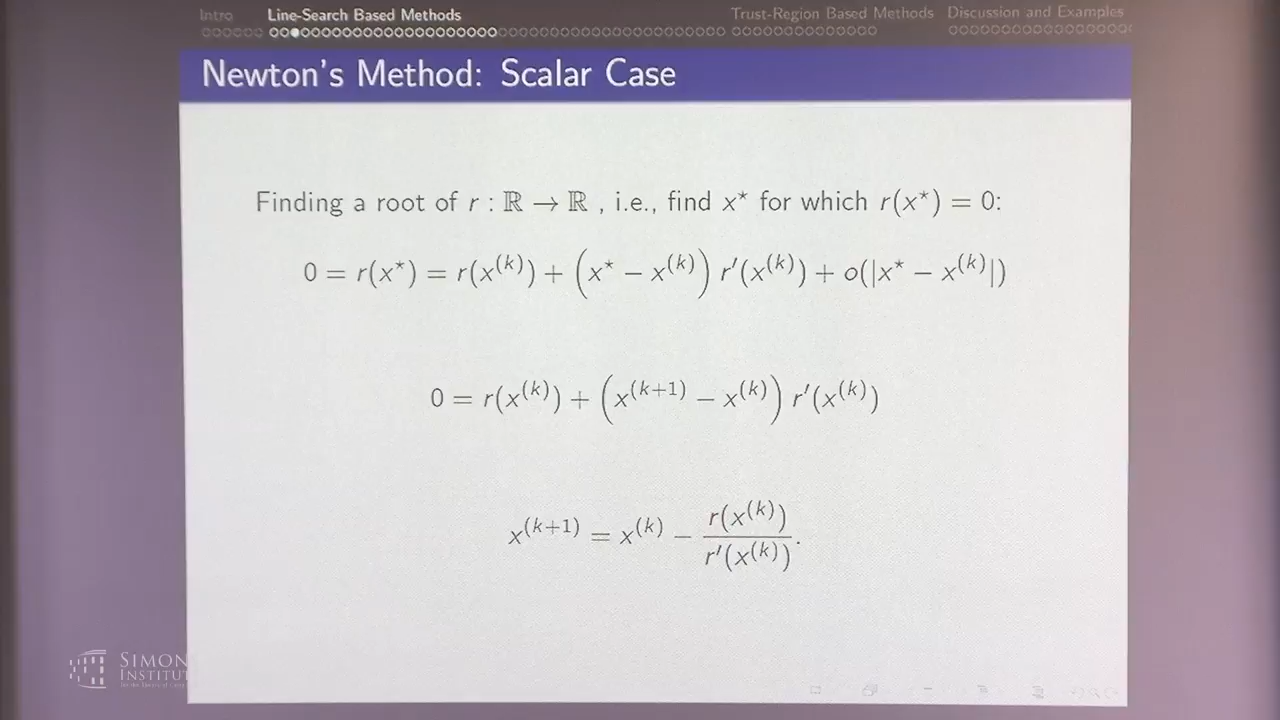 Intro Line-Search Based Methods Trust-Region Based Methods Discussion and Examples
Newton's Method: Scalar Case
Finding a root of r : ℝ → ℝ , i.e., find x* for which r(x*) = 0:
0 = r(x*) = r(x^(k)) + (x* − x^(k)) r′(x^(k)) + o(|x* − x^(k)|)
0 = r(x^(k)) + (x^(k+1) − x^(k)) r′(x^(k))
x^(k+1) = x^(k) − r(x^(k)) / r′(x^(k)).
SIMON
INSTITUT